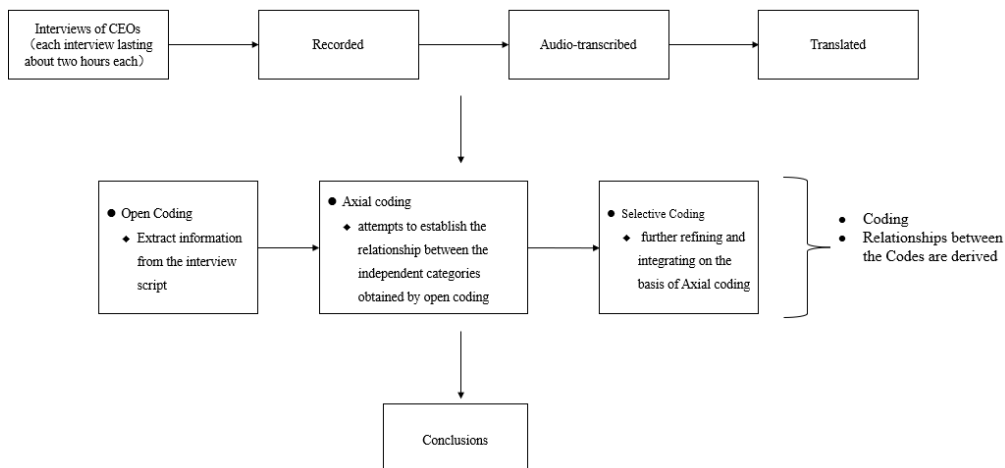 Interviews of CEOs
（each interview lasting
about two hours each）
Recorded
Audio-transcribed
Translated
● Open Coding
◆ Extract information
from the interview
script
● Axial coding
◆ attempts to establish the
relationship between the
independent categories
obtained by open coding
● Selective Coding
◆ further refining and
integrating on the
basis of Axial coding
● Coding
● Relationships between
the Codes are derived
Conclusions